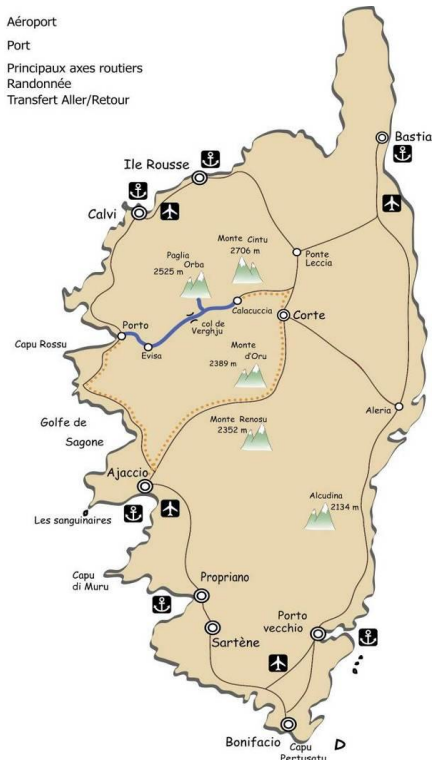 Aéroport
Port
Principaux axes routiers
Randonnée
Transfert Aller/Retour
Bastia
Ile Rousse
Calvi
Monte Cintu
2706 m
Ponte
Leccia
Paglia
Orba
2525 m
Calacuccia
Corte
Porto
col de
Verghju
Capu Rossu
Evisa
Monte
d'Oru
2389 m
Golfe de
Sagone
Monte Renosu
2352 m
Aleria
Ajaccio
Alcudina
2134 m
Les sanguinaires
Capu
di Muru
Propriano
Porto
vecchio
Sartène
Bonifacio
Capu
Pertusatu